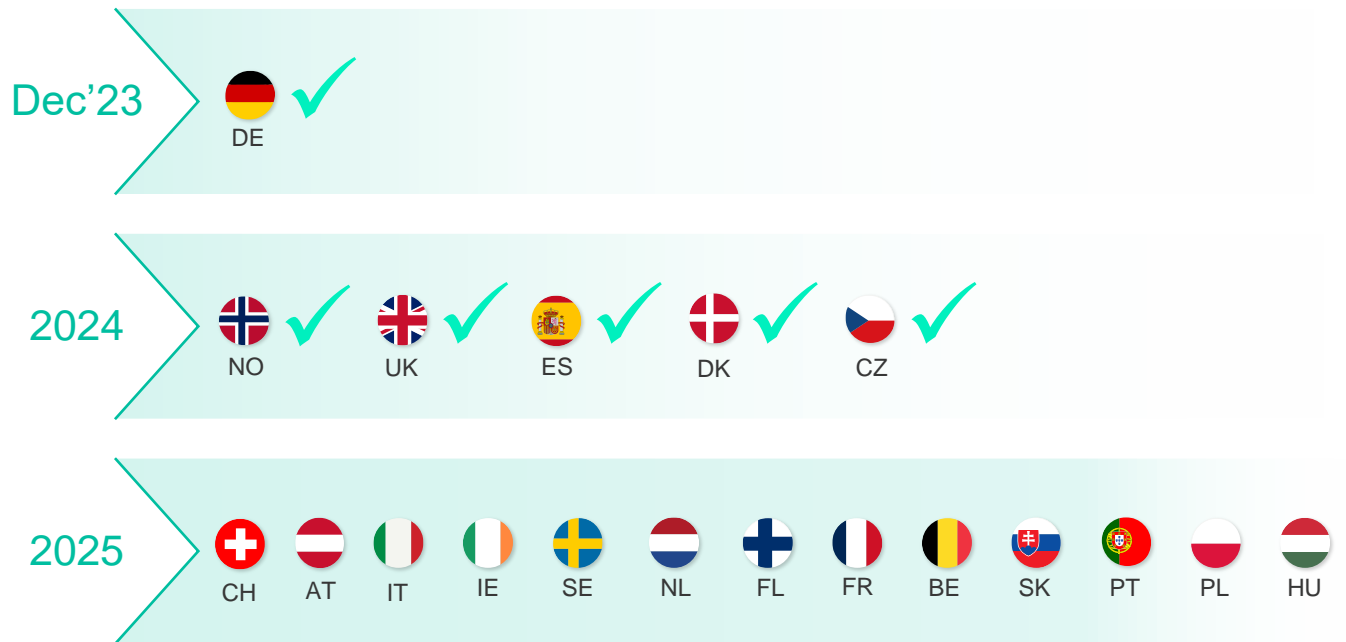 Dec’23
DE
2024
NO UK ES DK CZ
2025
CH AT IT IE SE NL FL FR BE SK PT PL HU